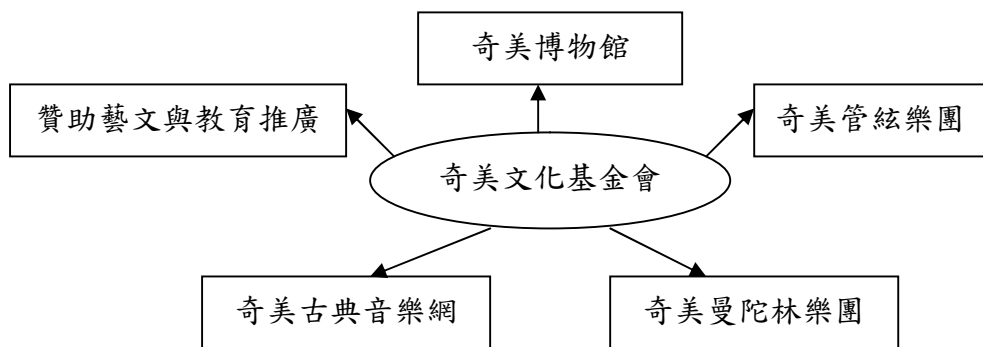 奇美博物館
贊助藝文與教育推廣
奇美管絃樂團
奇美文化基金會
奇美古典音樂網
奇美曼陀林樂團